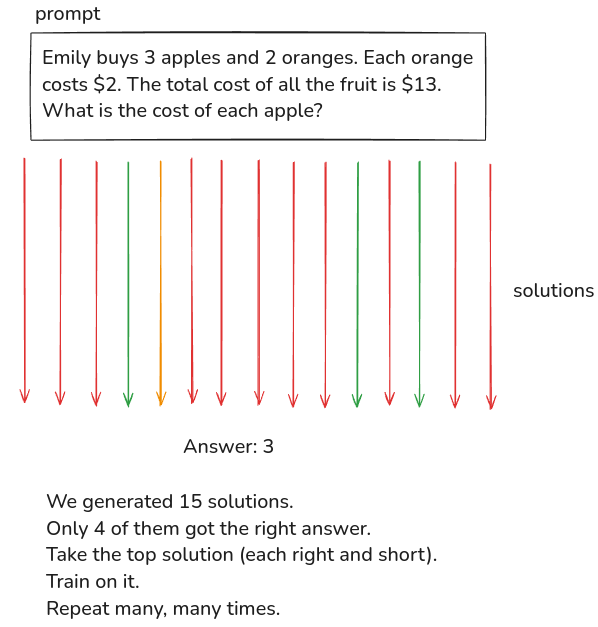 prompt
Emily buys 3 apples and 2 oranges. Each orange
costs $2. The total cost of all the fruit is $13.
What is the cost of each apple?
solutions
Answer: 3
We generated 15 solutions.
Only 4 of them got the right answer.
Take the top solution (each right and short).
Train on it.
Repeat many, many times.